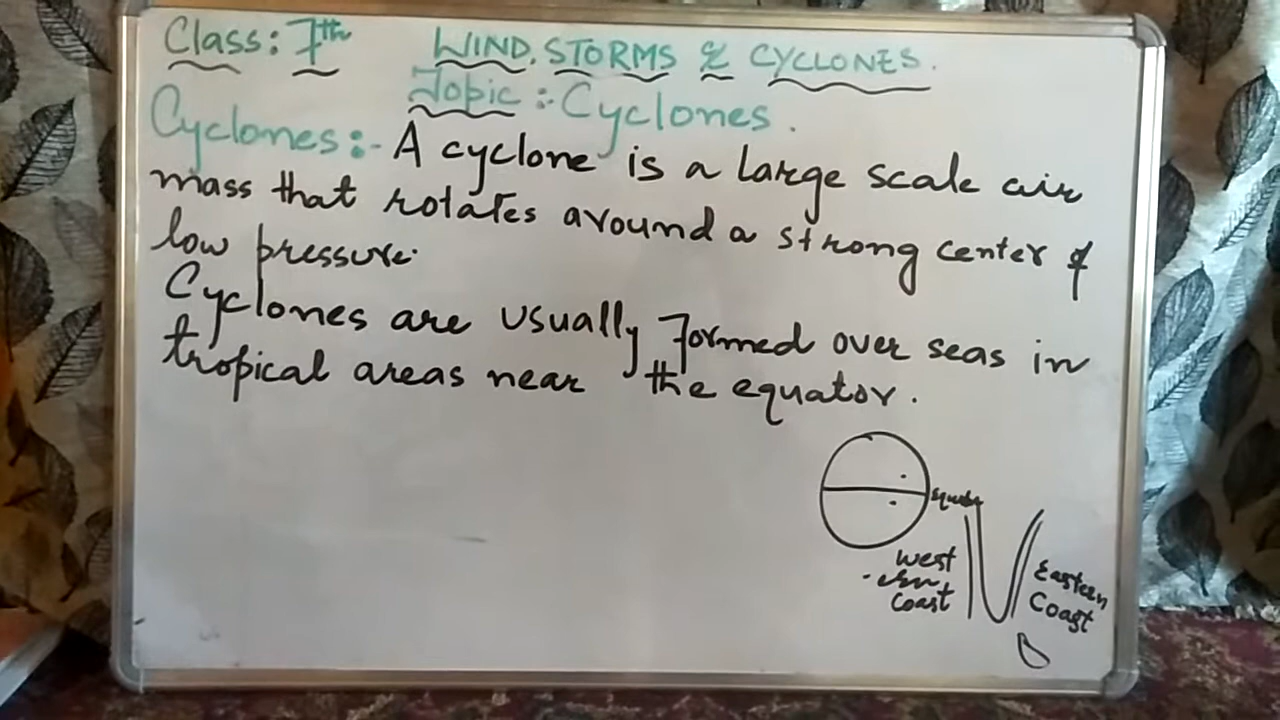 Class: 7th WIND, STORMS & CYCLONES.
Topic :- Cyclones.
Cyclones:- A cyclone is a large scale air
mass that rotates around a strong center of
low pressure.
Cyclones are usually formed over seas in
tropical areas near the equator.
equator
West
-ern
Coast
Eastern
Coast